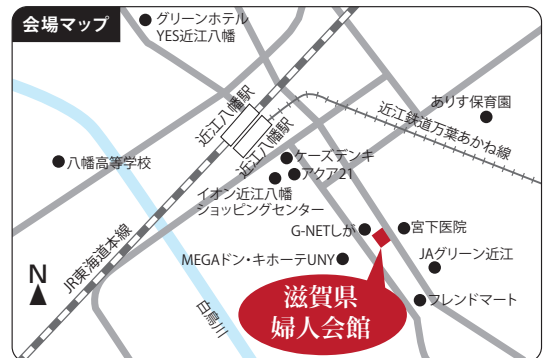 会場マップ
グリーンホテル
YES近江八幡
近江八幡駅
近江八幡駅
ありす保育園
近江鉄道万葉あかね線
八幡高等学校
ケーズデンキ
アクア21
イオン近江八幡
ショッピングセンター
G-NETしが
宮下医院
JR東海道本線
MEGAドン・キホーテUNY
JAグリーン近江
N
白鳥川
滋賀県
婦人会館
フレンドマート